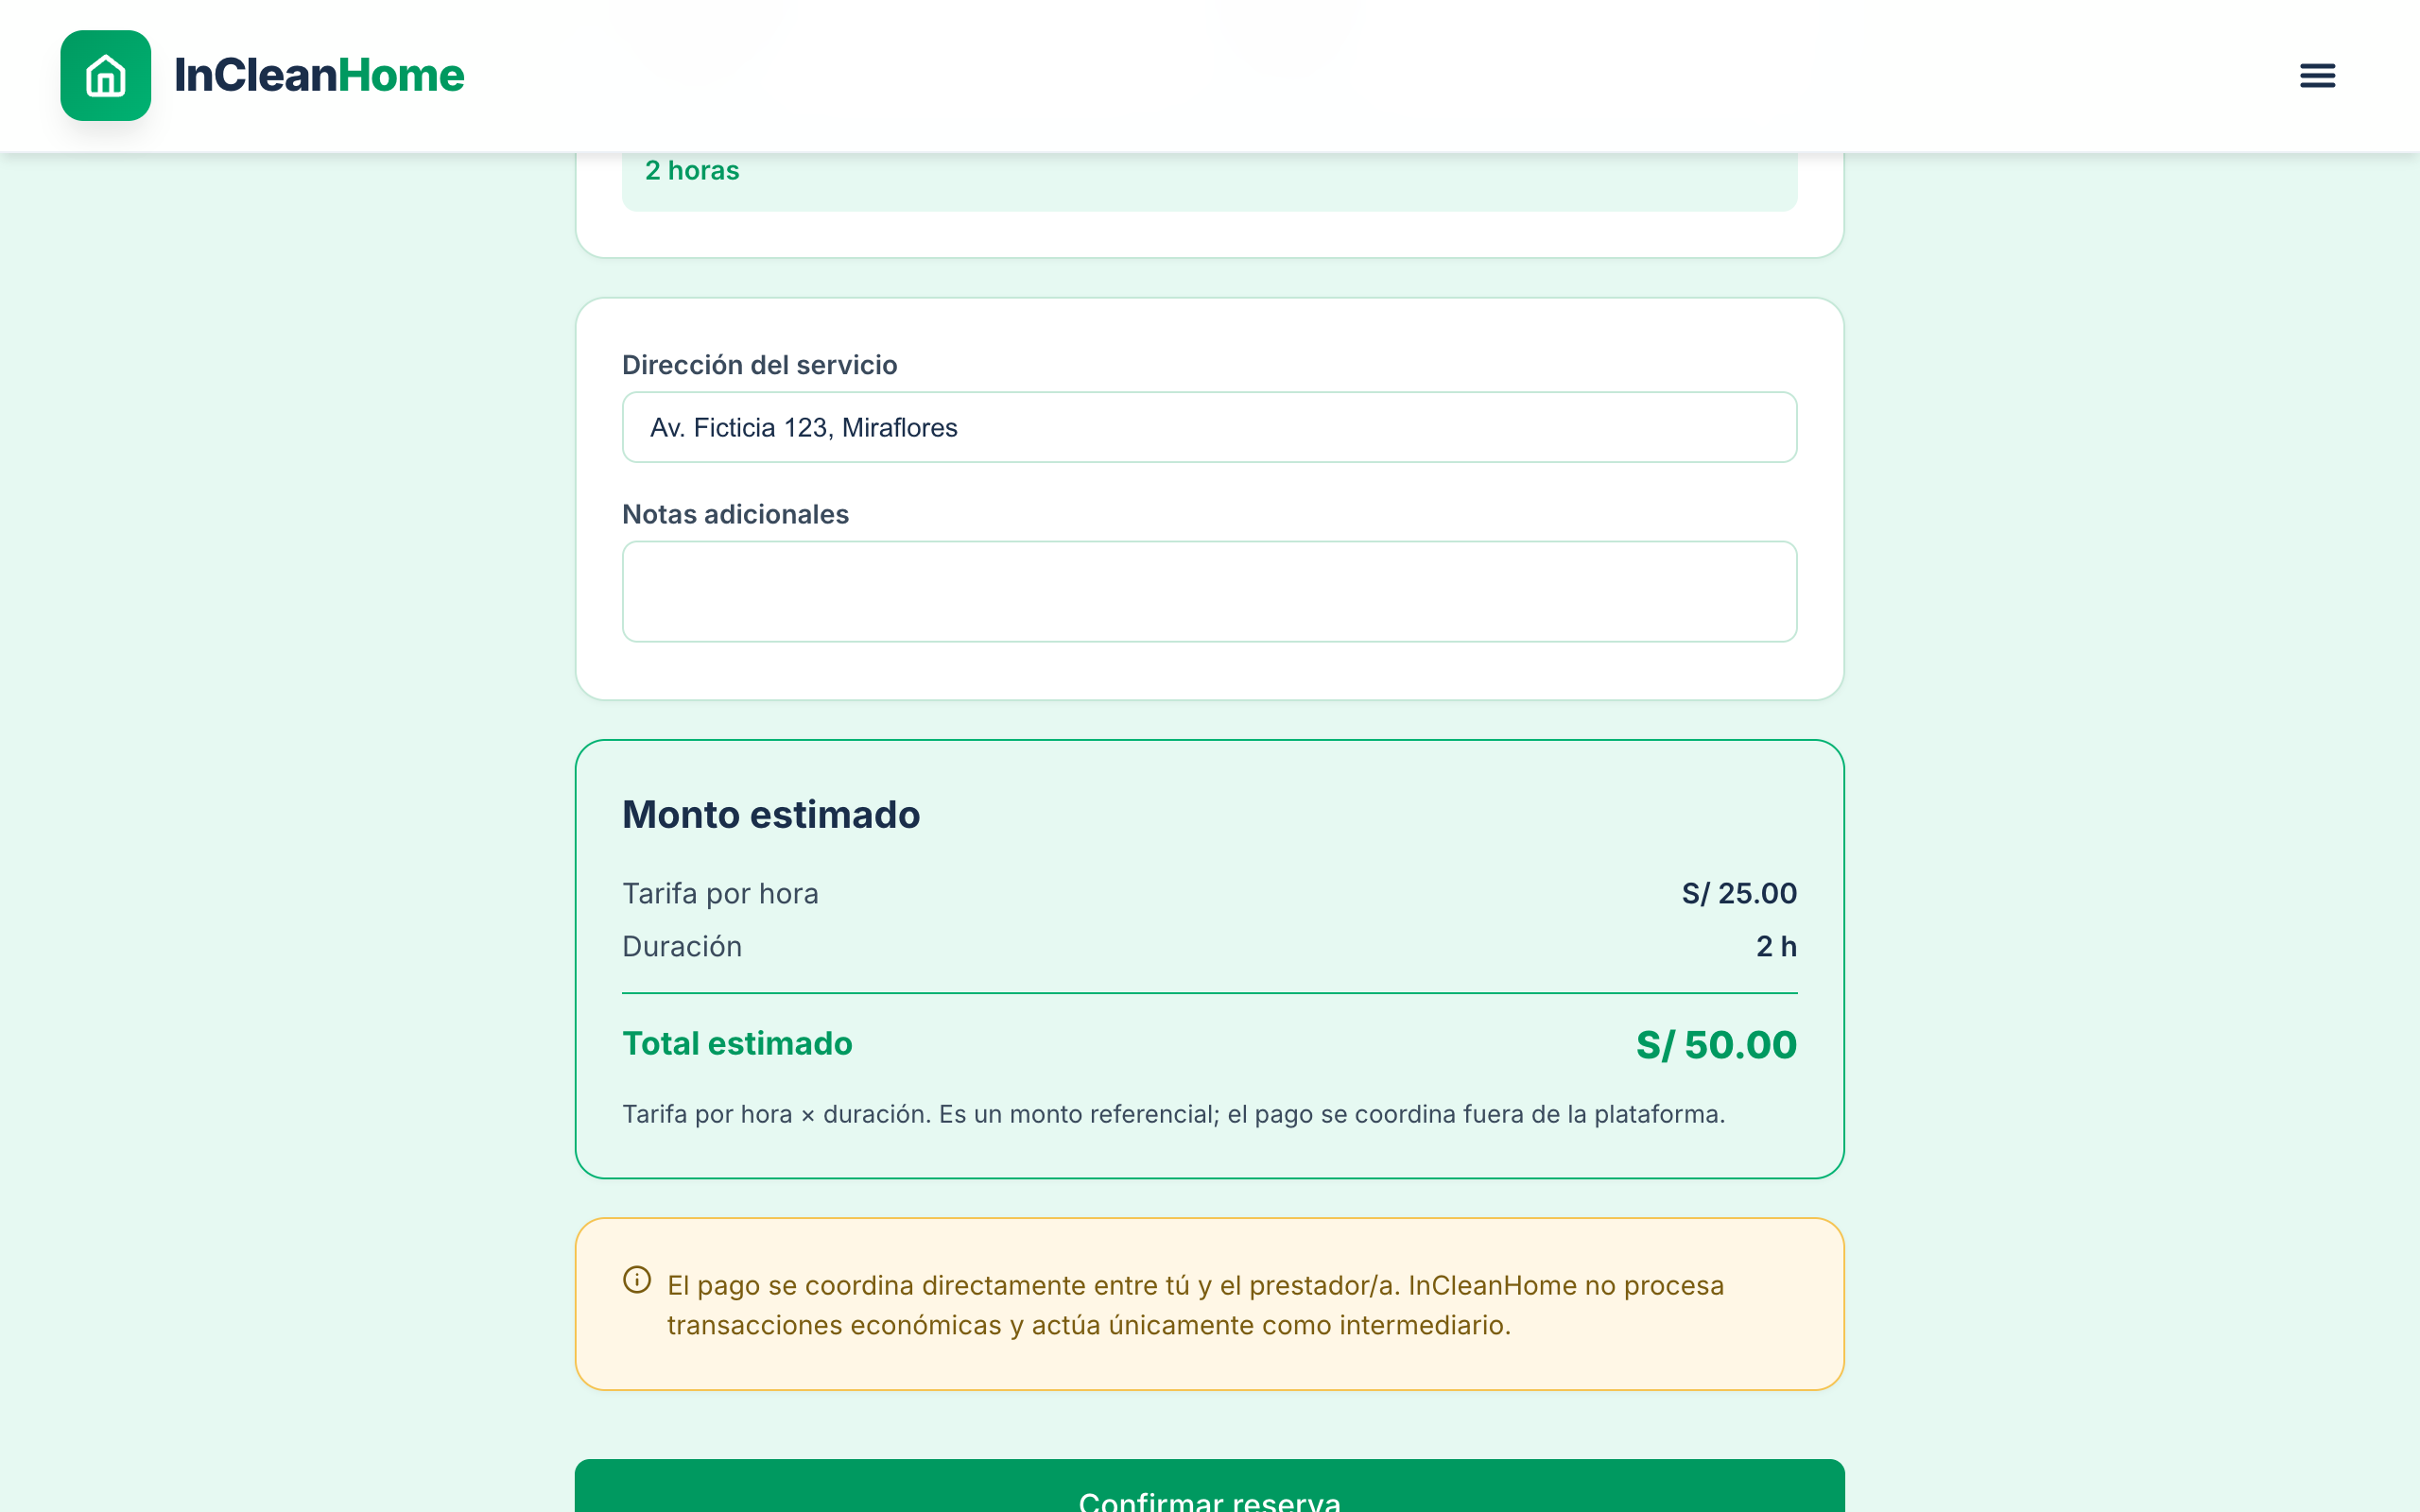 InCleanHome
2 horas
Dirección del servicio
Av. Ficticia 123, Miraflores
Notas adicionales
Monto estimado
Tarifa por hora S/ 25.00
Duración 2 h
Total estimado S/ 50.00
Tarifa por hora × duración. Es un monto referencial; el pago se coordina fuera de la plataforma.
El pago se coordina directamente entre tú y el prestador/a. InCleanHome no procesa
transacciones económicas y actúa únicamente como intermediario.
Confirmar reserva